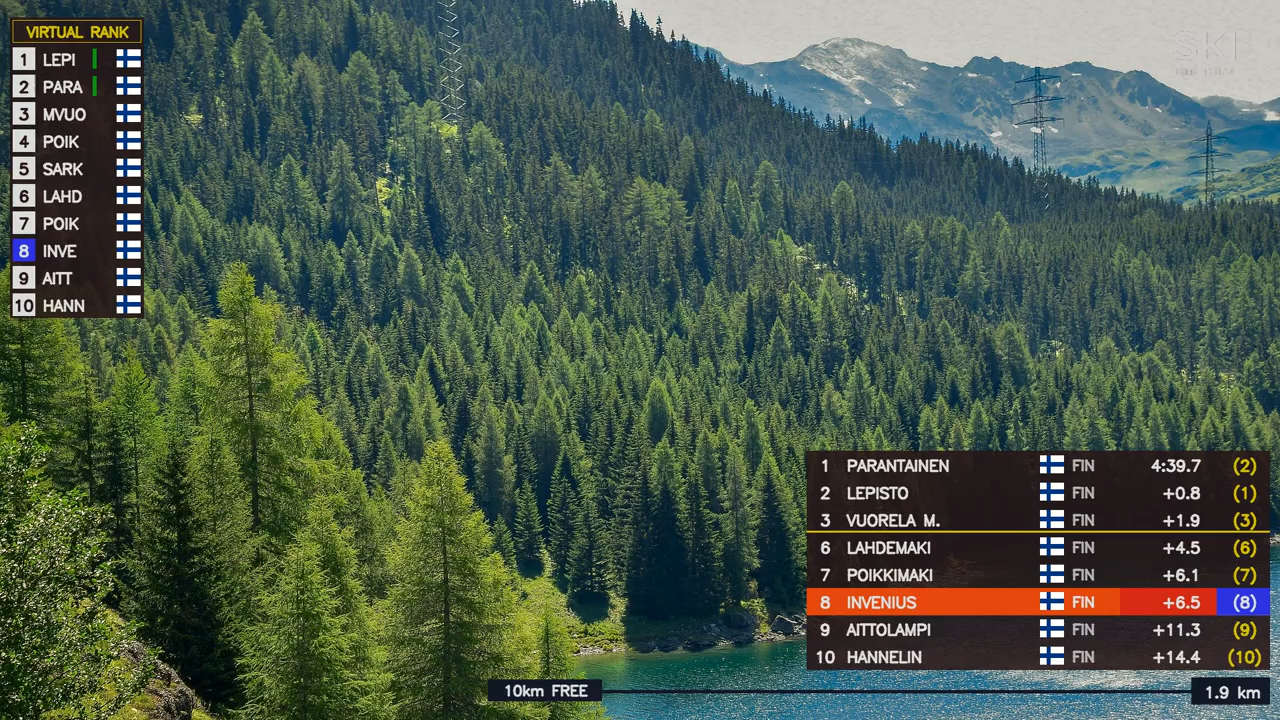 VIRTUAL RANK
1 LEPI
2 PARA
3 MVUO
4 POIK
5 SARK
6 LAHD
7 POIK
8 INVE
9 AITT
10 HANN
SKI
1 PARANTAINEN FIN 4:39.7 (2)
2 LEPISTO FIN +0.8 (1)
3 VUORELA M. FIN +1.9 (3)
6 LAHDEMAKI FIN +4.5 (6)
7 POIKKIMAKI FIN +6.1 (7)
8 INVENIUS FIN +6.5 (8)
9 AITTOLAMPI FIN +11.3 (9)
10 HANNELIN FIN +14.4 (10)
10km FREE
1.9 km